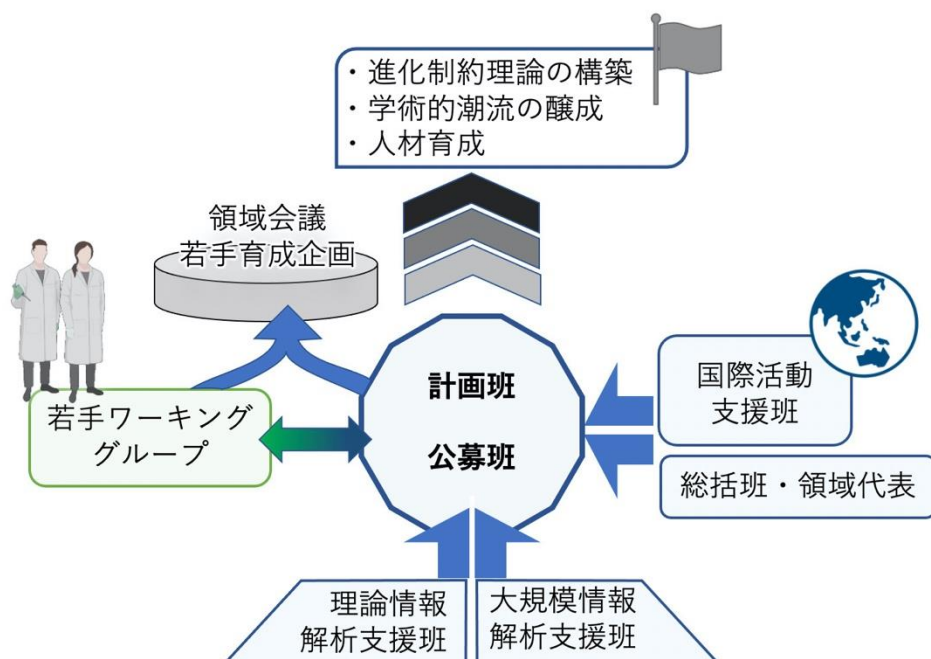 ・進化制約理論の構築
・学術的潮流の醸成
・人材育成
領域会議
若手育成企画
計画班
公募班
若手ワーキング
グループ
国際活動
支援班
総括班・領域代表
理論情報
解析支援班
大規模情報
解析支援班